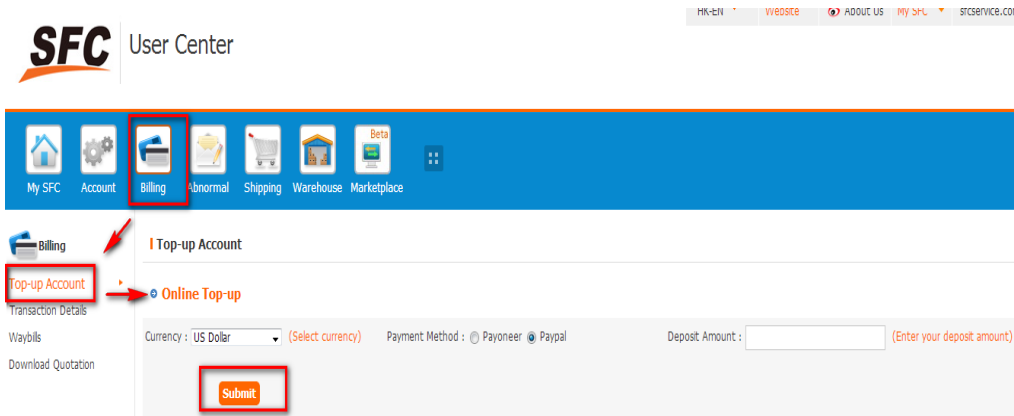 HK-EN Website About Us My SFC sfcservice.com
SFC User Center
Beta
My SFC Account Billing Abnormal Shipping Warehouse Marketplace
Billing
Top-up Account
Transaction Details
Waybills
Download Quotation
Top-up Account
Online Top-up
Currency : US Dollar (Select currency) Payment Method : Payoneer Paypal Deposit Amount : (Enter your deposit amount)
Submit